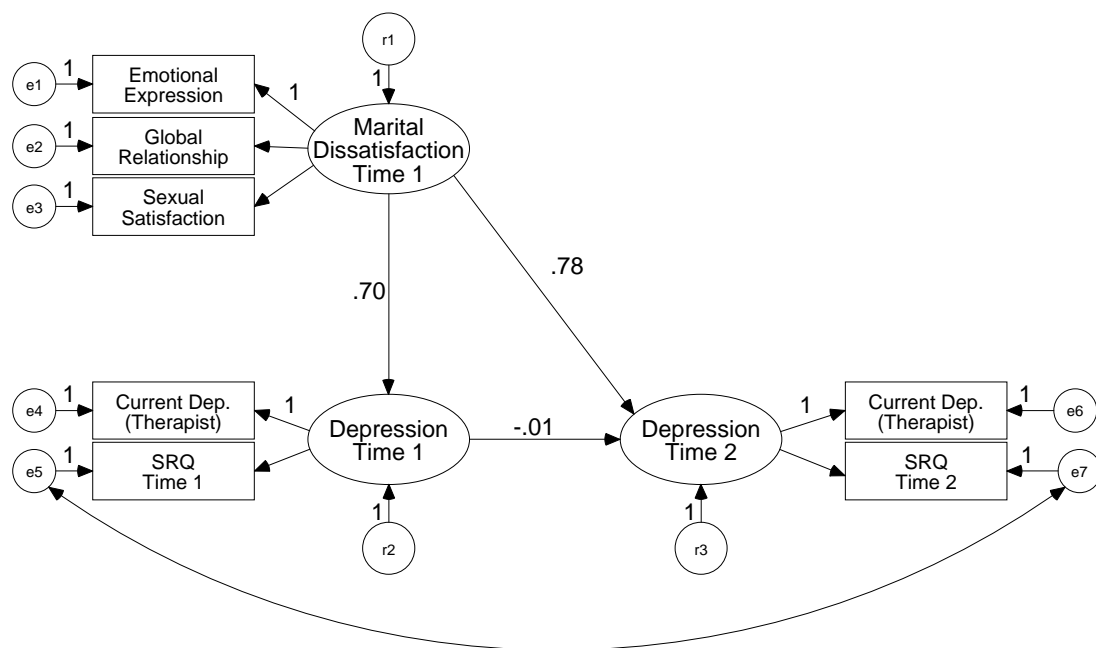 r1
1
e1
1
Emotional
Expression
1
e2
1
Global
Relationship
e3
1
Sexual
Satisfaction
Marital
Dissatisfaction
Time 1
.70
.78
e4
1
Current Dep.
(Therapist)
1
e5
1
SRQ
Time 1
Depression
Time 1
-.01
Depression
Time 2
1
Current Dep.
(Therapist)
1
e6
SRQ
Time 2
1
e7
1
r2
1
r3